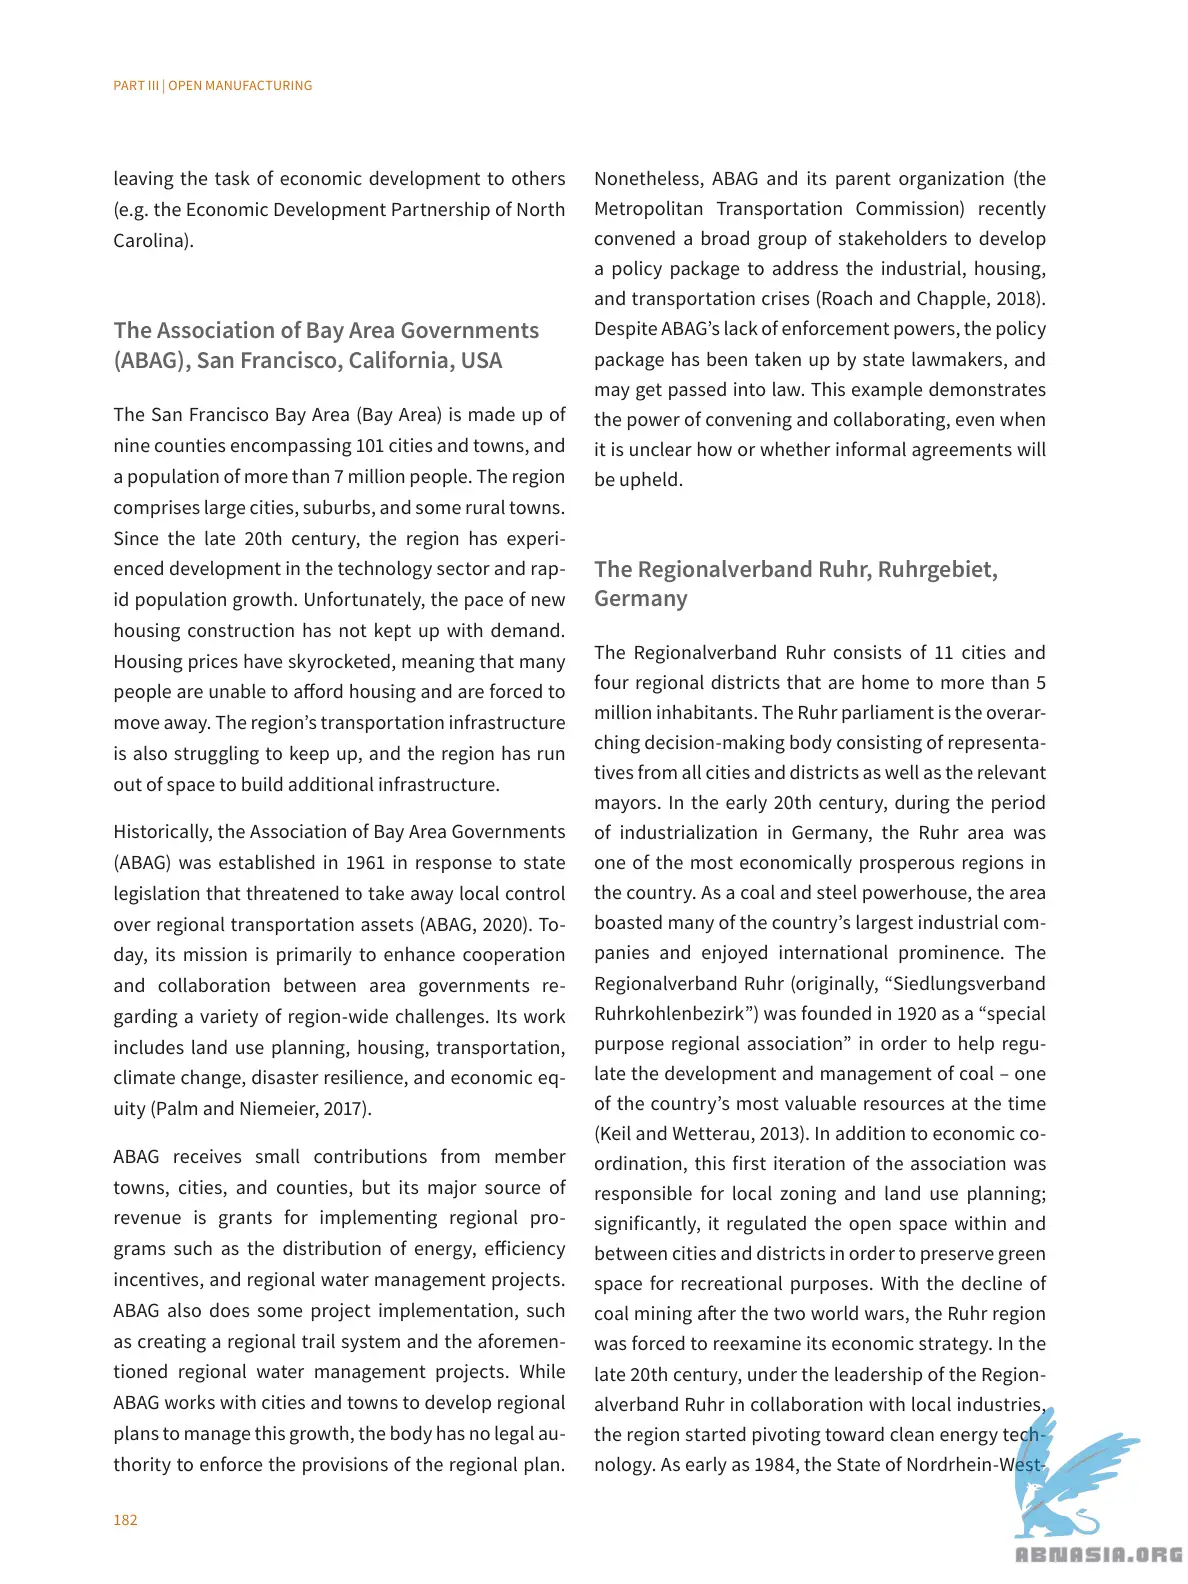 PART III | OPEN MANUFACTURING
leaving the task of economic development to others
(e.g. the Economic Development Partnership of North
Carolina).
The Association of Bay Area Governments
(ABAG), San Francisco, California, USA
The San Francisco Bay Area (Bay Area) is made up of
nine counties encompassing 101 cities and towns, and
a population of more than 7 million people. The region
comprises large cities, suburbs, and some rural towns.
Since the late 20th century, the region has experi-
enced development in the technology sector and rap-
id population growth. Unfortunately, the pace of new
housing construction has not kept up with demand.
Housing prices have skyrocketed, meaning that many
people are unable to afford housing and are forced to
move away. The region’s transportation infrastructure
is also struggling to keep up, and the region has run
out of space to build additional infrastructure.
Historically, the Association of Bay Area Governments
(ABAG) was established in 1961 in response to state
legislation that threatened to take away local control
over regional transportation assets (ABAG, 2020). To-
day, its mission is primarily to enhance cooperation
and collaboration between area governments re-
garding a variety of region-wide challenges. Its work
includes land use planning, housing, transportation,
climate change, disaster resilience, and economic eq-
uity (Palm and Niemeier, 2017).
ABAG receives small contributions from member
towns, cities, and counties, but its major source of
revenue is grants for implementing regional pro-
grams such as the distribution of energy, efficiency
incentives, and regional water management projects.
ABAG also does some project implementation, such
as creating a regional trail system and the aforemen-
tioned regional water management projects. While
ABAG works with cities and towns to develop regional
plans to manage this growth, the body has no legal au-
thority to enforce the provisions of the regional plan.
Nonetheless, ABAG and its parent organization (the
Metropolitan Transportation Commission) recently
convened a broad group of stakeholders to develop
a policy package to address the industrial, housing,
and transportation crises (Roach and Chapple, 2018).
Despite ABAG’s lack of enforcement powers, the policy
package has been taken up by state lawmakers, and
may get passed into law. This example demonstrates
the power of convening and collaborating, even when
it is unclear how or whether informal agreements will
be upheld.
The Regionalverband Ruhr, Ruhrgebiet,
Germany
The Regionalverband Ruhr consists of 11 cities and
four regional districts that are home to more than 5
million inhabitants. The Ruhr parliament is the overar-
ching decision-making body consisting of representa-
tives from all cities and districts as well as the relevant
mayors. In the early 20th century, during the period
of industrialization in Germany, the Ruhr area was
one of the most economically prosperous regions in
the country. As a coal and steel powerhouse, the area
boasted many of the country’s largest industrial com-
panies and enjoyed international prominence. The
Regionalverband Ruhr (originally, “Siedlungsverband
Ruhrkohlenbezirk”) was founded in 1920 as a “special
purpose regional association” in order to help regu-
late the development and management of coal – one
of the country’s most valuable resources at the time
(Keil and Wetterau, 2013). In addition to economic co-
ordination, this first iteration of the association was
responsible for local zoning and land use planning;
significantly, it regulated the open space within and
between cities and districts in order to preserve green
space for recreational purposes. With the decline of
coal mining after the two world wars, the Ruhr region
was forced to reexamine its economic strategy. In the
late 20th century, under the leadership of the Region-
alverband Ruhr in collaboration with local industries,
the region started pivoting toward clean energy tech-
nology. As early as 1984, the State of Nordrhein-West-
182
ABNASIA.ORG